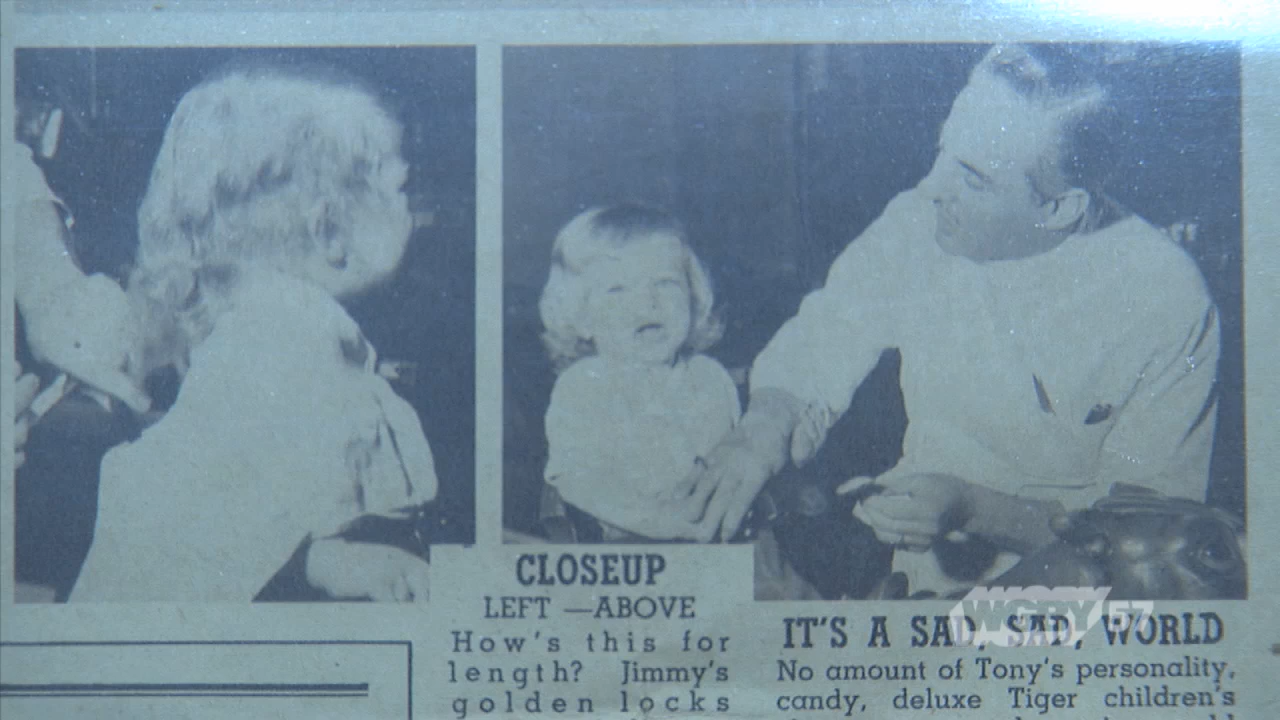 CLOSEUP
LEFT —ABOVE
How's this for
length? Jimmy's
golden locks
IT'S A SAD, SAD, WORLD
No amount of Tony's personality,
candy, deluxe Tiger children's
WGBY 57